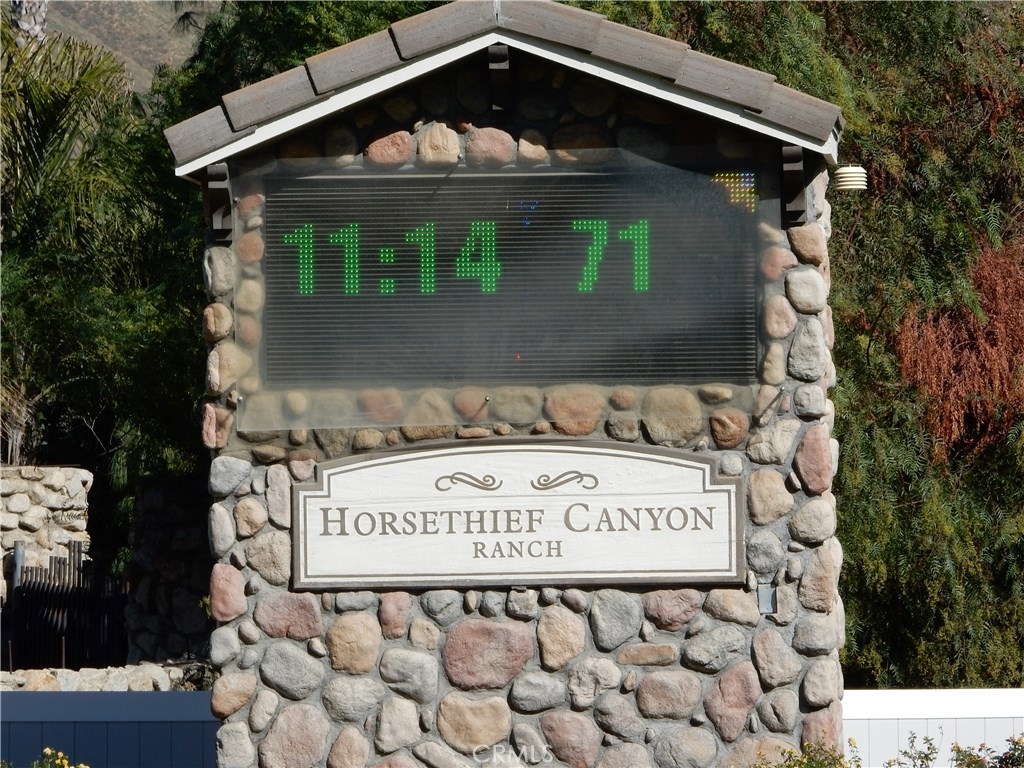 11:14 71
HORSETHIEF CANYON
RANCH
CRMLS